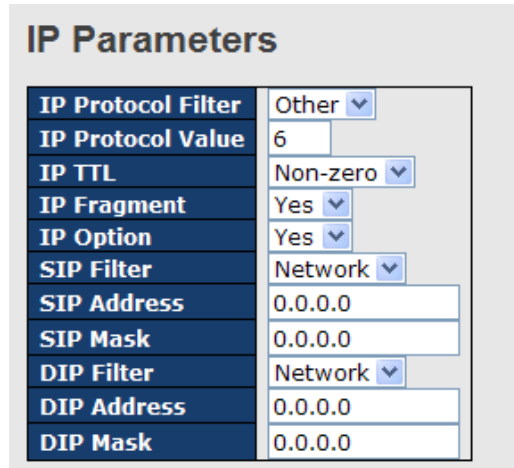 IP Parameters
IP Protocol Filter Other
IP Protocol Value 6
IP TTL Non-zero
IP Fragment Yes
IP Option Yes
SIP Filter Network
SIP Address 0.0.0.0
SIP Mask 0.0.0.0
DIP Filter Network
DIP Address 0.0.0.0
DIP Mask 0.0.0.0